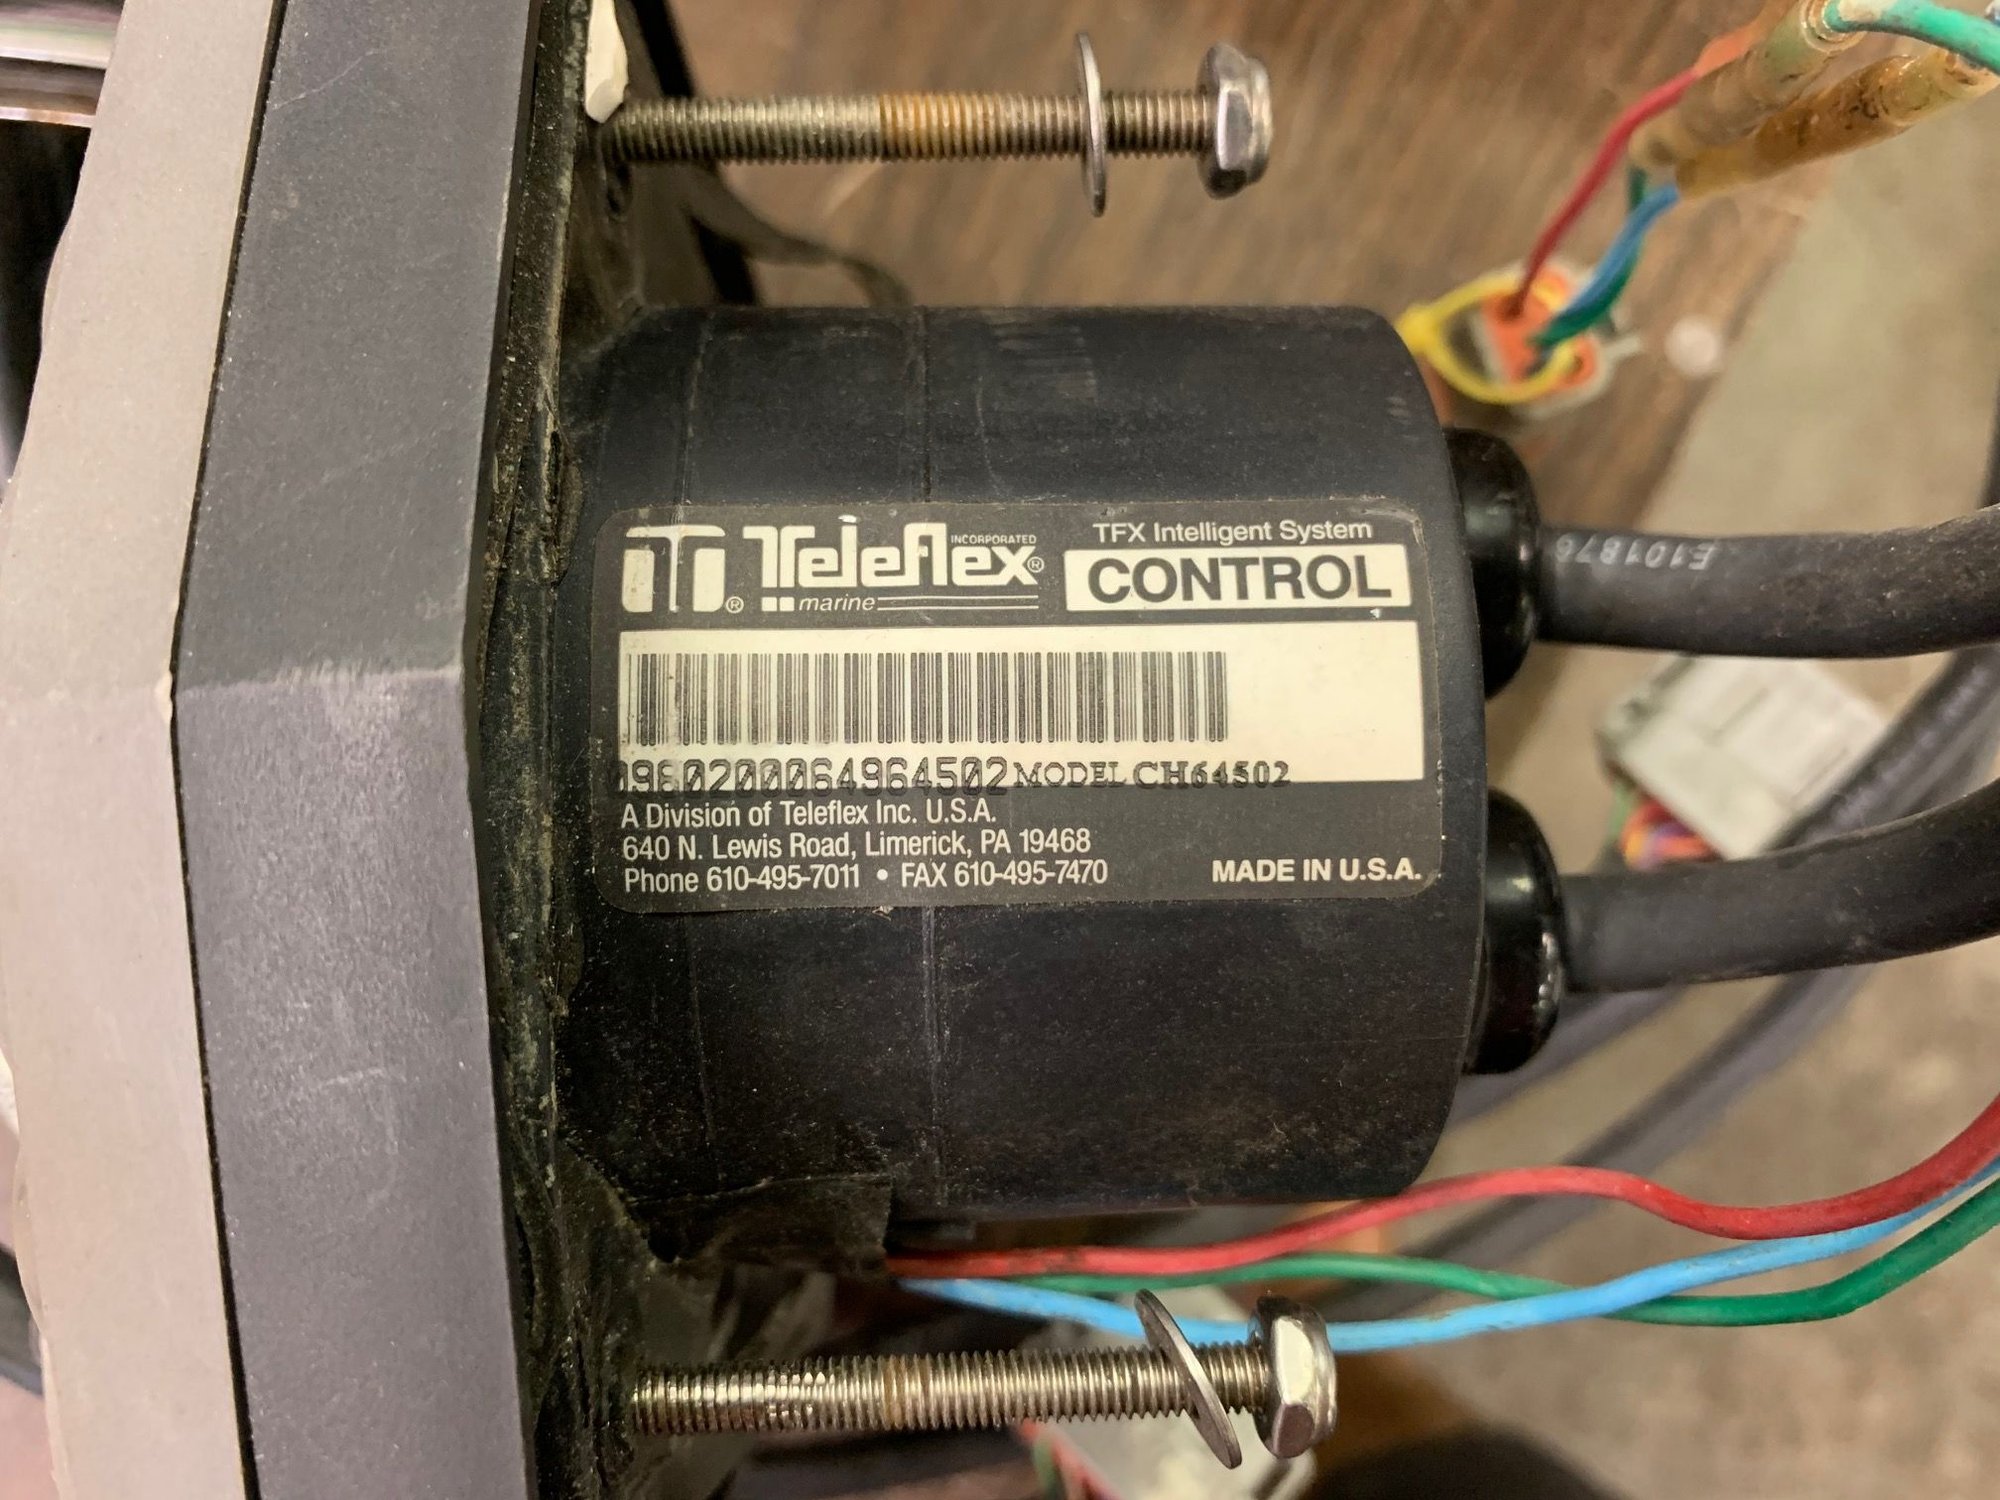 Teleflex INCORPORATED®
®
marine
TFX Intelligent System
CONTROL
0980200064964502 MODEL CH64502
A Division of Teleflex Inc. U.S.A.
640 N. Lewis Road, Limerick, PA 19468
Phone 610-495-7011 • FAX 610-495-7470
MADE IN U.S.A.
E101876